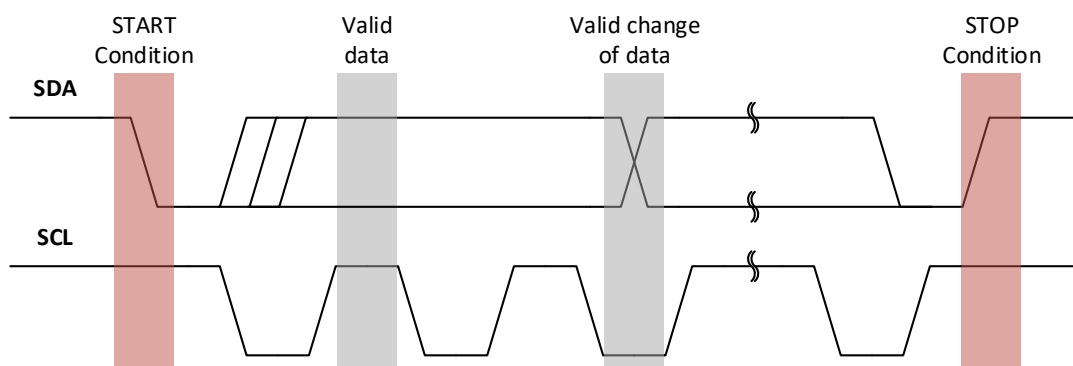 START
Condition
Valid
data
Valid change
of data
STOP
Condition
SDA
SCL